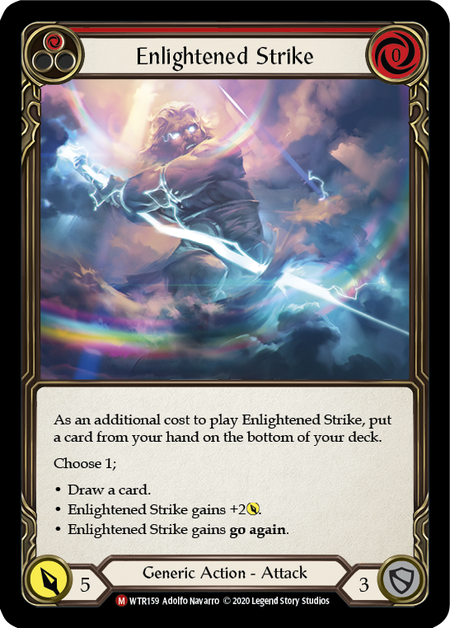 Enlightened Strike
0
As an additional cost to play Enlightened Strike, put
a card from your hand on the bottom of your deck.
Choose 1;
• Draw a card.
• Enlightened Strike gains +2.
• Enlightened Strike gains go again.
5
Generic Action - Attack
3
M WTR159 Adolfo Navarro © 2020 Legend Story Studios